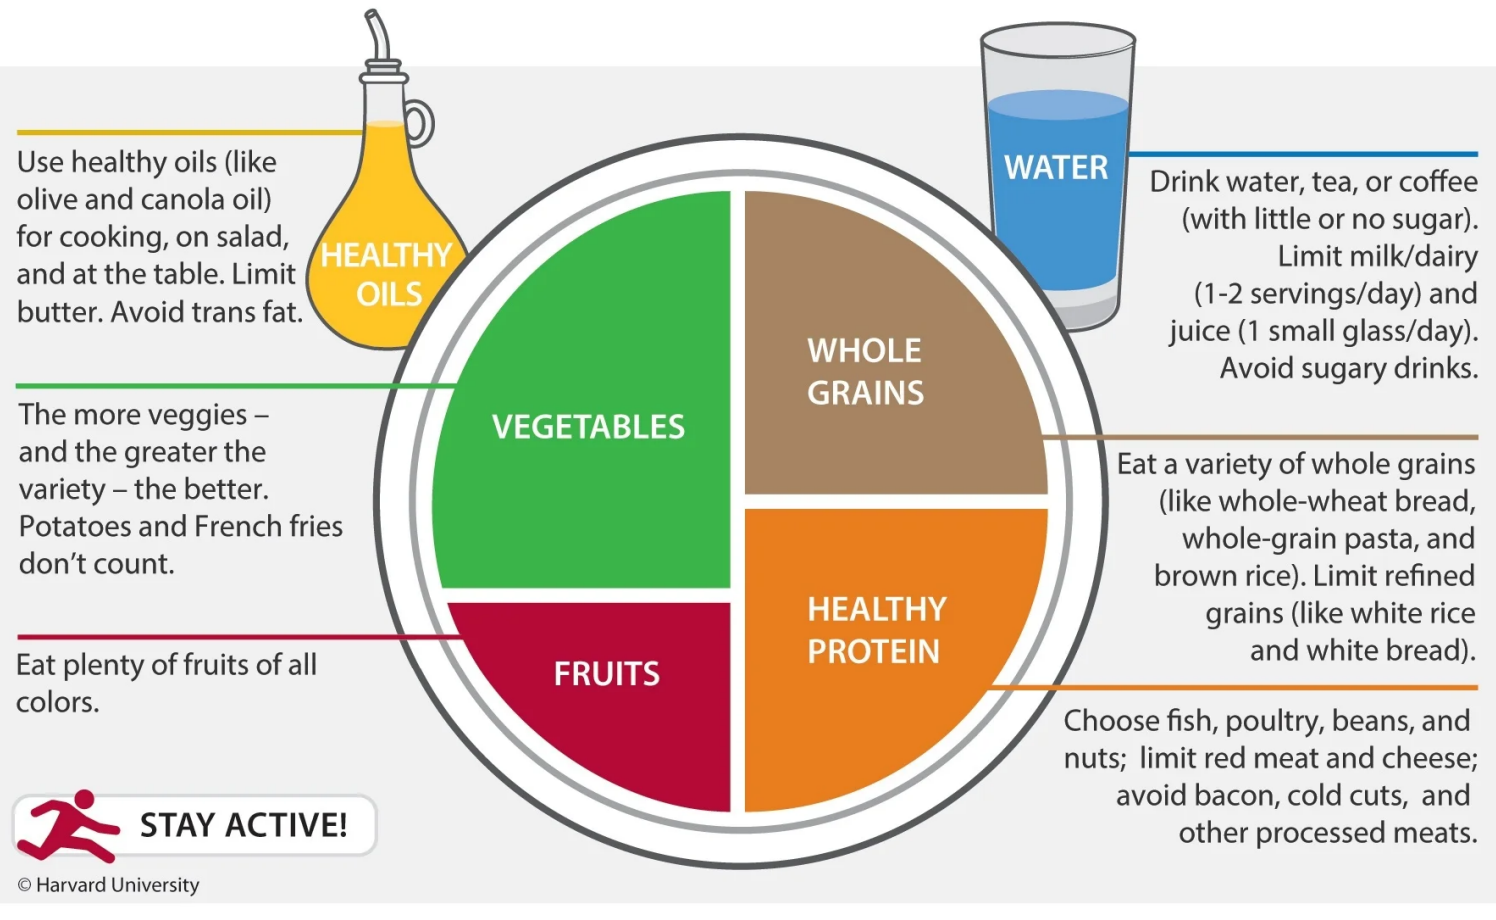 HEALTHY
OILS
Use healthy oils (like
olive and canola oil)
for cooking, on salad,
and at the table. Limit
butter. Avoid trans fat.
VEGETABLES
The more veggies –
and the greater the
variety – the better.
Potatoes and French fries
don’t count.
FRUITS
Eat plenty of fruits of all
colors.
STAY ACTIVE!
© Harvard University
WATER
Drink water, tea, or coffee
(with little or no sugar).
Limit milk/dairy
(1-2 servings/day) and
juice (1 small glass/day).
Avoid sugary drinks.
WHOLE
GRAINS
Eat a variety of whole grains
(like whole-wheat bread,
whole-grain pasta, and
brown rice). Limit refined
grains (like white rice
and white bread).
HEALTHY
PROTEIN
Choose fish, poultry, beans, and
nuts; limit red meat and cheese;
avoid bacon, cold cuts, and
other processed meats.